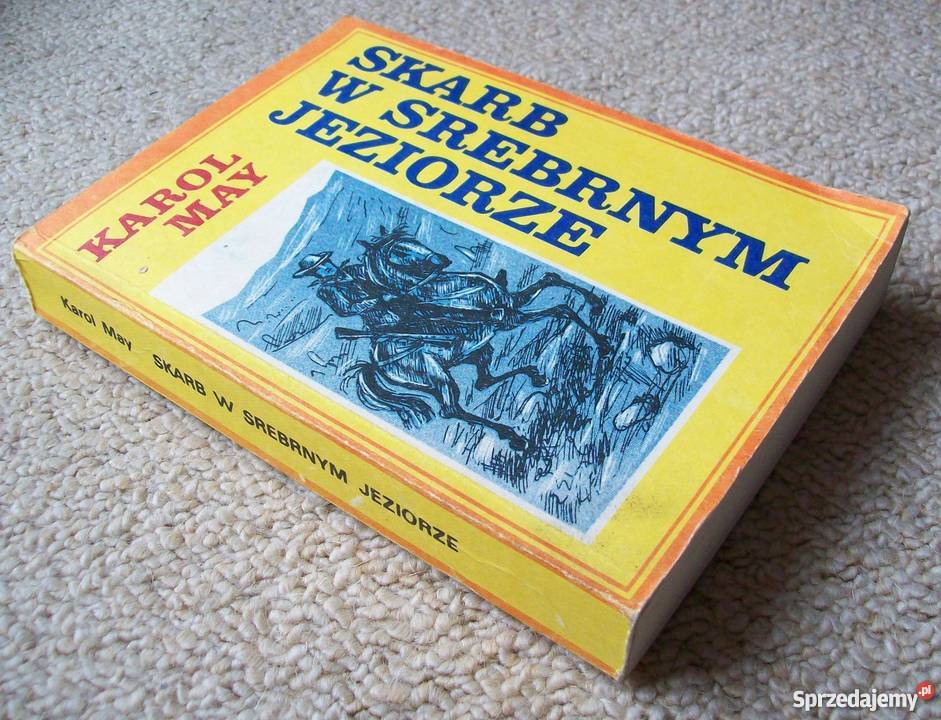 SKARB
W SREBRNYM
JEZIORZE
KAROL
MAY
Karol May SKARB W SREBRNYM JEZIORZE
Sprzedajemy.pl